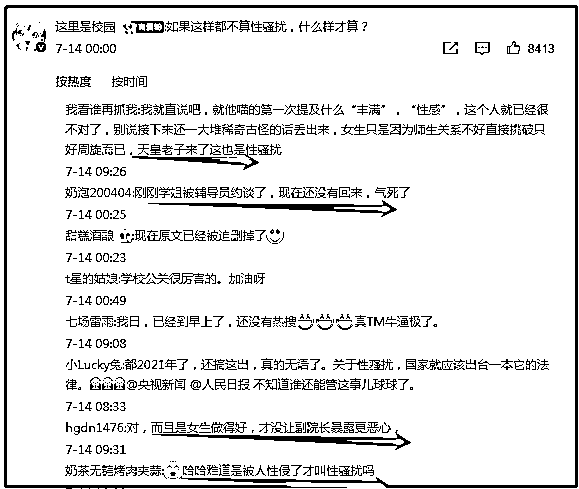 这里是校园 :如果这样都不算性骚扰，什么样才算？
7-14 00:00
8413
按热度 按时间
我看谁再抓我:我就直说吧，就他喵的第一次提及什么“丰满”，“性感”，这个人就已经很
不对了，别说接下来还一大堆稀奇古怪的话丢出来，女生只是因为师生关系不好直接挑破只
好周旋而已，天皇老子来了这也是性骚扰
7-14 09:26
奶泡200404:刚刚学姐被辅导员约谈了，现在还没有回来，气死了
7-14 00:25
甜糕酒酿 :现在原文已经被迫删掉了
7-14 00:23
t星的姑娘:学校公关很厉害的。加油呀
7-14 00:49
七场雷雨:我日，已经到早上了，还没有热搜 真TM牛逼极了。
7-14 09:08
小Lucky兔:都2021年了，还搞这出，真的无语了。关于性骚扰，国家就应该出台一本它的法
律。 @央视新闻 @人民日报 不知道谁还能管这事儿球球了。
7-14 08:33
hgdn1476:对，而且是女生做得好，才没让副院长暴露更恶心，
7-14 09:31
奶茶无整烤肉夹蒜: 哈哈难道是被人性侵了才叫性骚扰吗